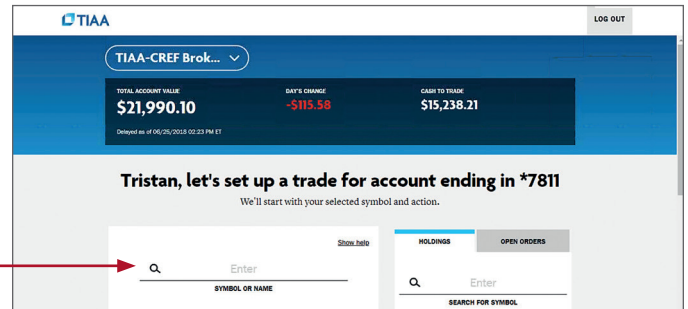 TIAA
LOG OUT
TIAA-CREF Brok...
TOTAL ACCOUNT VALUE
$21,990.10
DAY'S CHANGE
-$115.58
CASH TO TRADE
$15,238.21
Delayed as of 06/25/2018 02:23 PM ET
Tristan, let's set up a trade for account ending in *7811
We'll start with your selected symbol and action.
Show help
Enter
SYMBOL OR NAME
HOLDINGS
OPEN ORDERS
Enter
SEARCH FOR SYMBOL